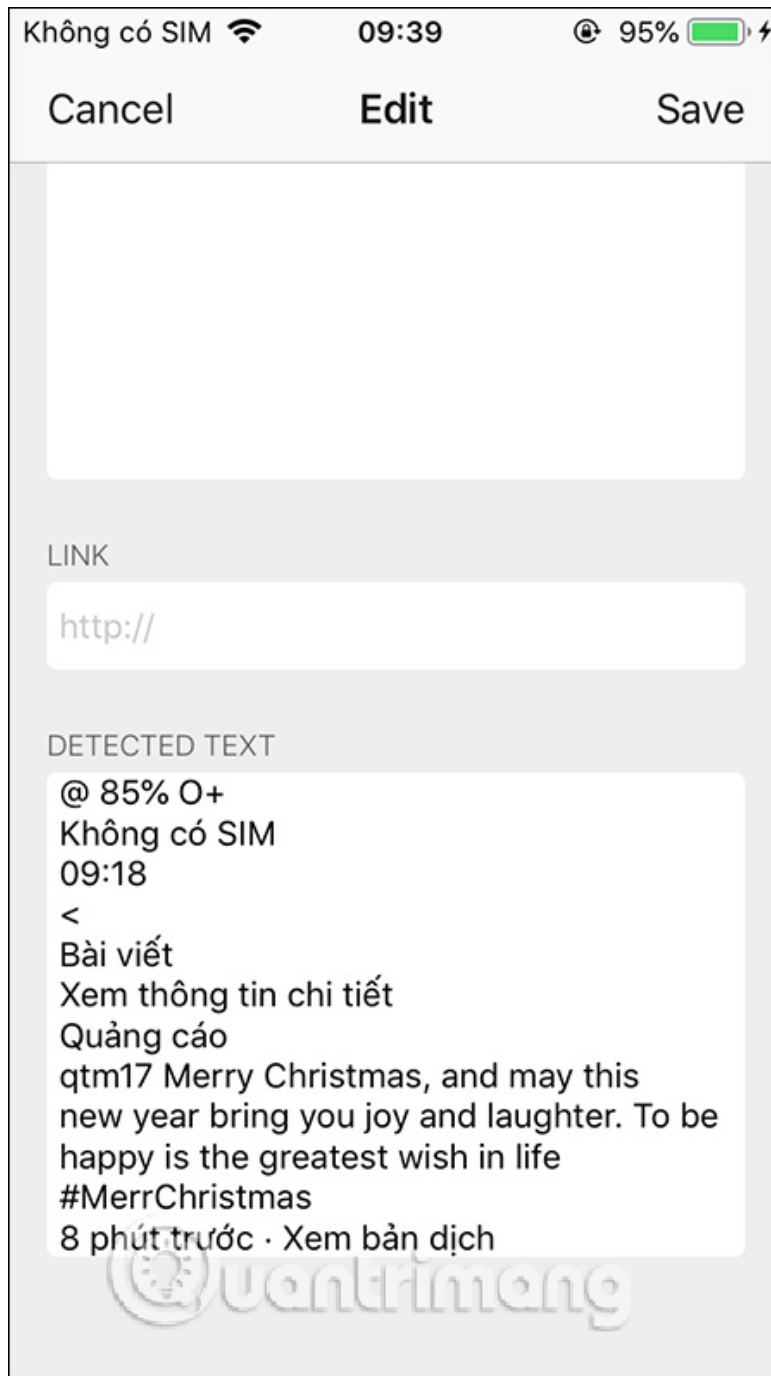 Không có SIM 09:39 95%
Cancel Edit Save
LINK
http://
DETECTED TEXT
@ 85% O+
Không có SIM
09:18
<
Bài viết
Xem thông tin chi tiết
Quảng cáo
qtm17 Merry Christmas, and may this
new year bring you joy and laughter. To be
happy is the greatest wish in life
#MerrChristmas
8 phút trước · Xem bản dịch
Quantrimang